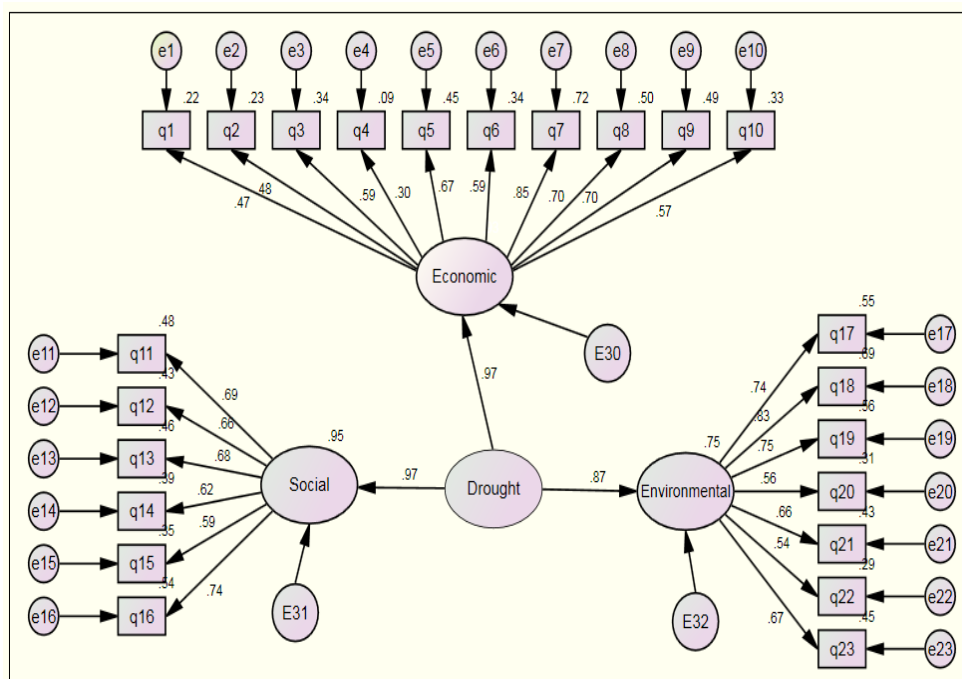 e1 e2 e3 e4 e5 e6 e7 e8 e9 e10
.22 .23 .34 .09 .45 .34 .72 .50 .49 .33
q1 q2 q3 q4 q5 q6 q7 q8 q9 q10
.47 .48 .59 .30 .67 .59 .85 .70 .70 .57
Economic
E30
.97
.48
e11 q11
.43
e12 q12
.46
e13 q13
.39
e14 q14
.35
e15 q15
.54
e16 q16
.69
.66
.68
.62
.59
.74
.95
Social
E31
.97
Drought
.87
.75
Environmental
E32
.74
.83
.75
.56
.66
.54
.67
.55
q17 e17
.69
q18 e18
.56
q19 e19
.31
q20 e20
.43
q21 e21
.29
q22 e22
.45
q23 e23